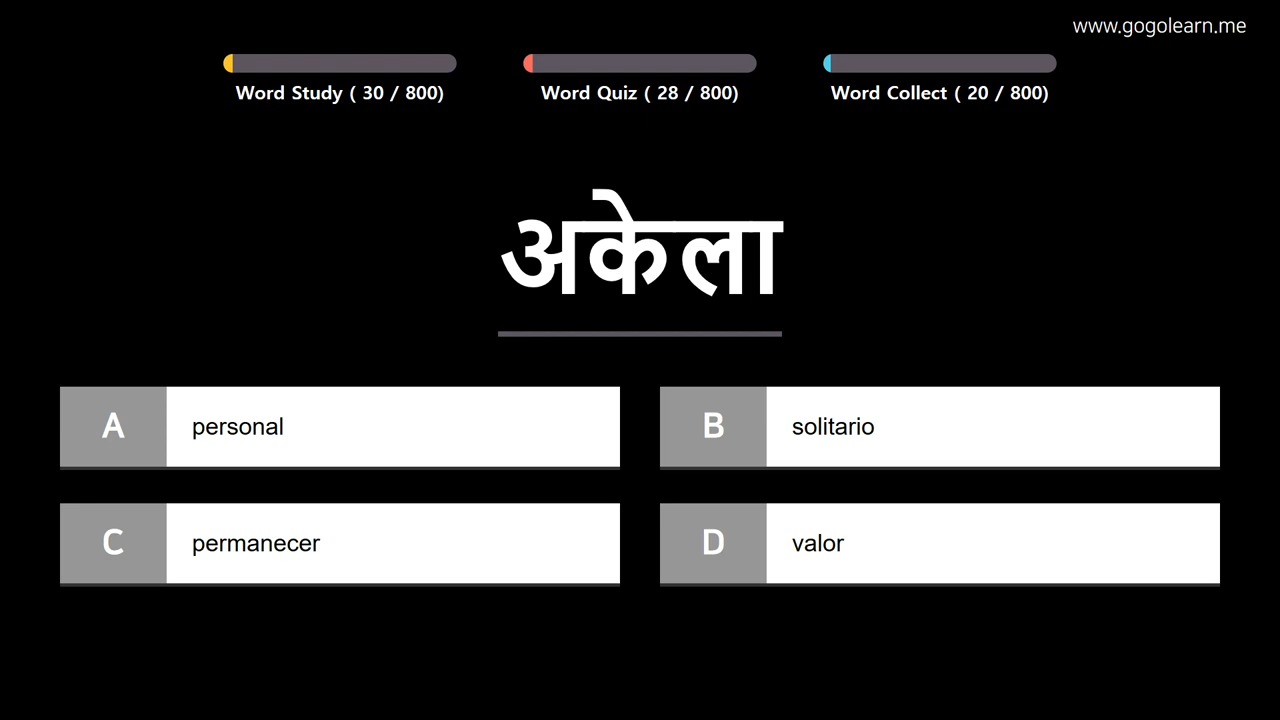 www.gogolearn.me
Word Study ( 30 / 800)
Word Quiz ( 28 / 800)
Word Collect ( 20 / 800)
अकेला
A personal
B solitario
C permanecer
D valor